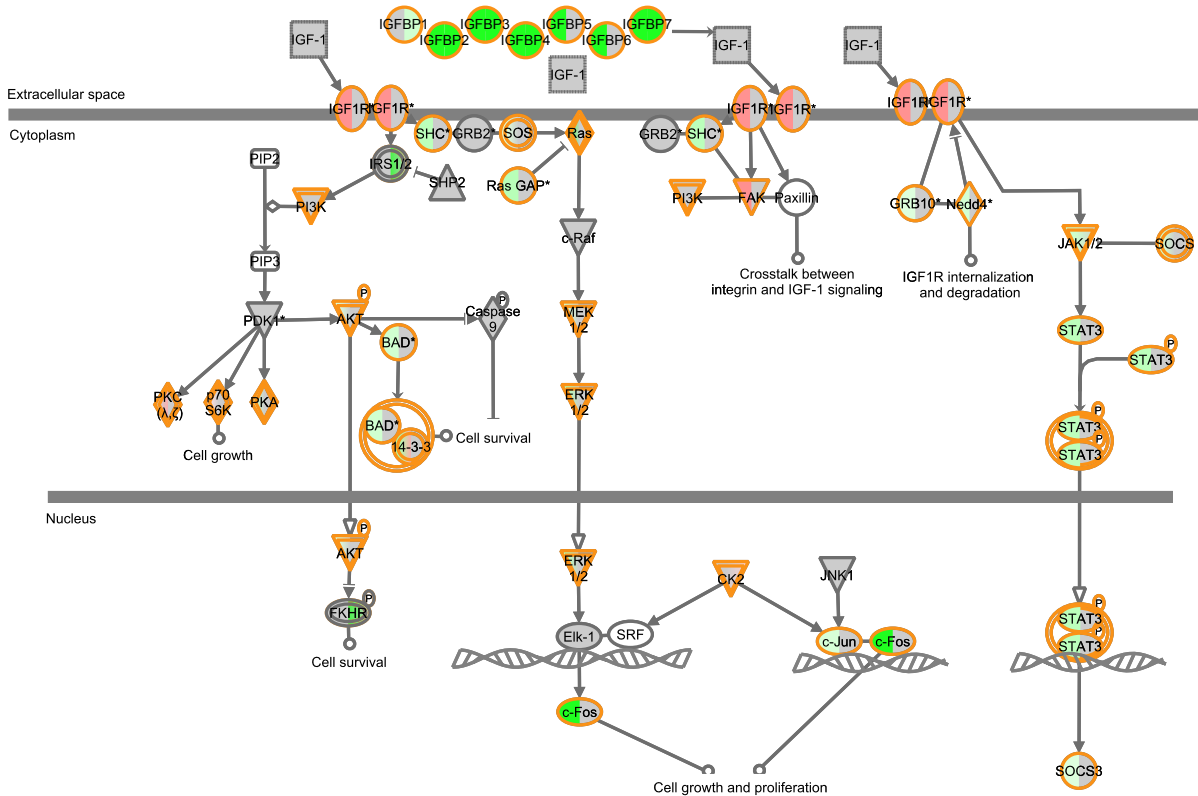 IGFBP1
IGFBP3
IGFBP5
IGFBP7
IGFBP2
IGFBP4
IGFBP6
IGF-1
IGF-1
IGF-1
IGF-1
Extracellular space
IGF1R*
IGF1R*
IGF1R*
IGF1R*
IGF1R*
IGF1R*
Cytoplasm
SHC*
GRB2*
SOS
Ras
GRB2*
SHC*
PIP2
IRS1/2
SHP2
Ras GAP*
PI3K
PI3K
FAK
Paxillin
GRB10*
Nedd4*
JAK1/2
SOCS
c-Raf
PIP3
Crosstalk between
integrin and IGF-1 signaling
IGF1R internalization
and degradation
P
P
PDK1*
AKT
Caspase
9
MEK
1/2
BAD*
STAT3
P
STAT3
PKC
(λ,ζ)
p70
S6K
PKA
ERK
1/2
BAD*
14-3-3
Cell survival
Cell growth
P
STAT3
P
STAT3
Nucleus
P
AKT
ERK
1/2
CK2
JNK1
P
FKHR
P
STAT3
P
STAT3
Elk-1
SRF
c-Jun
c-Fos
Cell survival
c-Fos
SOCS3
Cell growth and proliferation